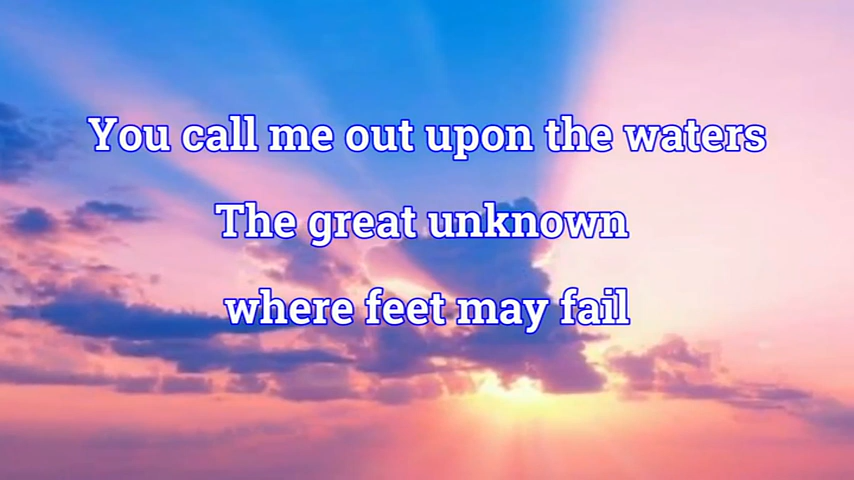 You call me out upon the waters
The great unknown
where feet may fail